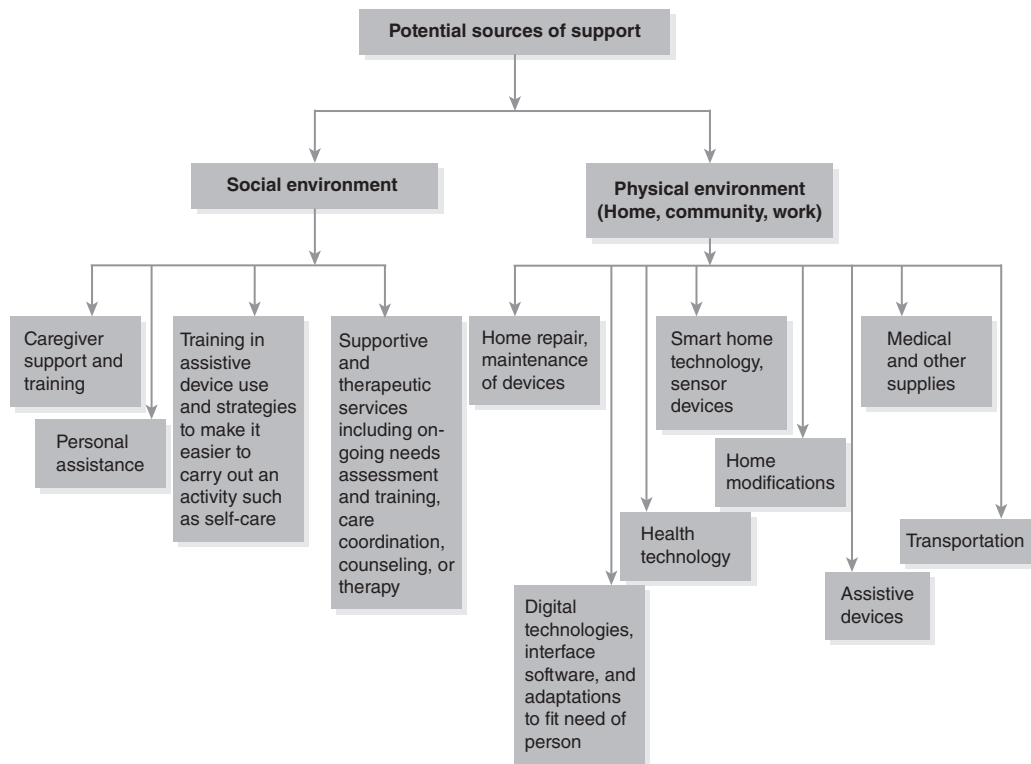 Potential sources of support
Social environment
Physical environment
(Home, community, work)
Caregiver
support and
training
Personal
assistance
Training in
assistive
device use
and strategies
to make it
easier to
carry out an
activity such
as self-care
Supportive
and
therapeutic
services
including on-
going needs
assessment
and training,
care
coordination,
counseling, or
therapy
Home repair,
maintenance
of devices
Digital
technologies,
interface
software, and
adaptations
to fit need of
person
Health
technology
Smart home
technology,
sensor
devices
Home
modifications
Assistive
devices
Medical
and other
supplies
Transportation